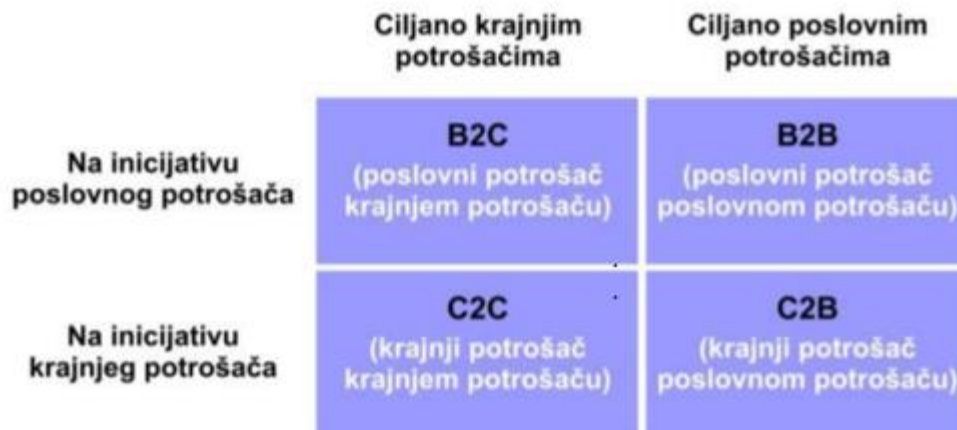 Ciljano krajnjim
potrošačima
Ciljano poslovnim
potrošačima
Na inicijativu
poslovnog potrošača
B2C
(poslovni potrošač
krajnjem potrošaču)
B2B
(poslovni potrošač
poslovnom potrošaču)
Na inicijativu
krajnjeg potrošača
C2C
(krajnji potrošač
krajnjem potrošaču)
C2B
(krajnji potrošač
poslovnom potrošaču)